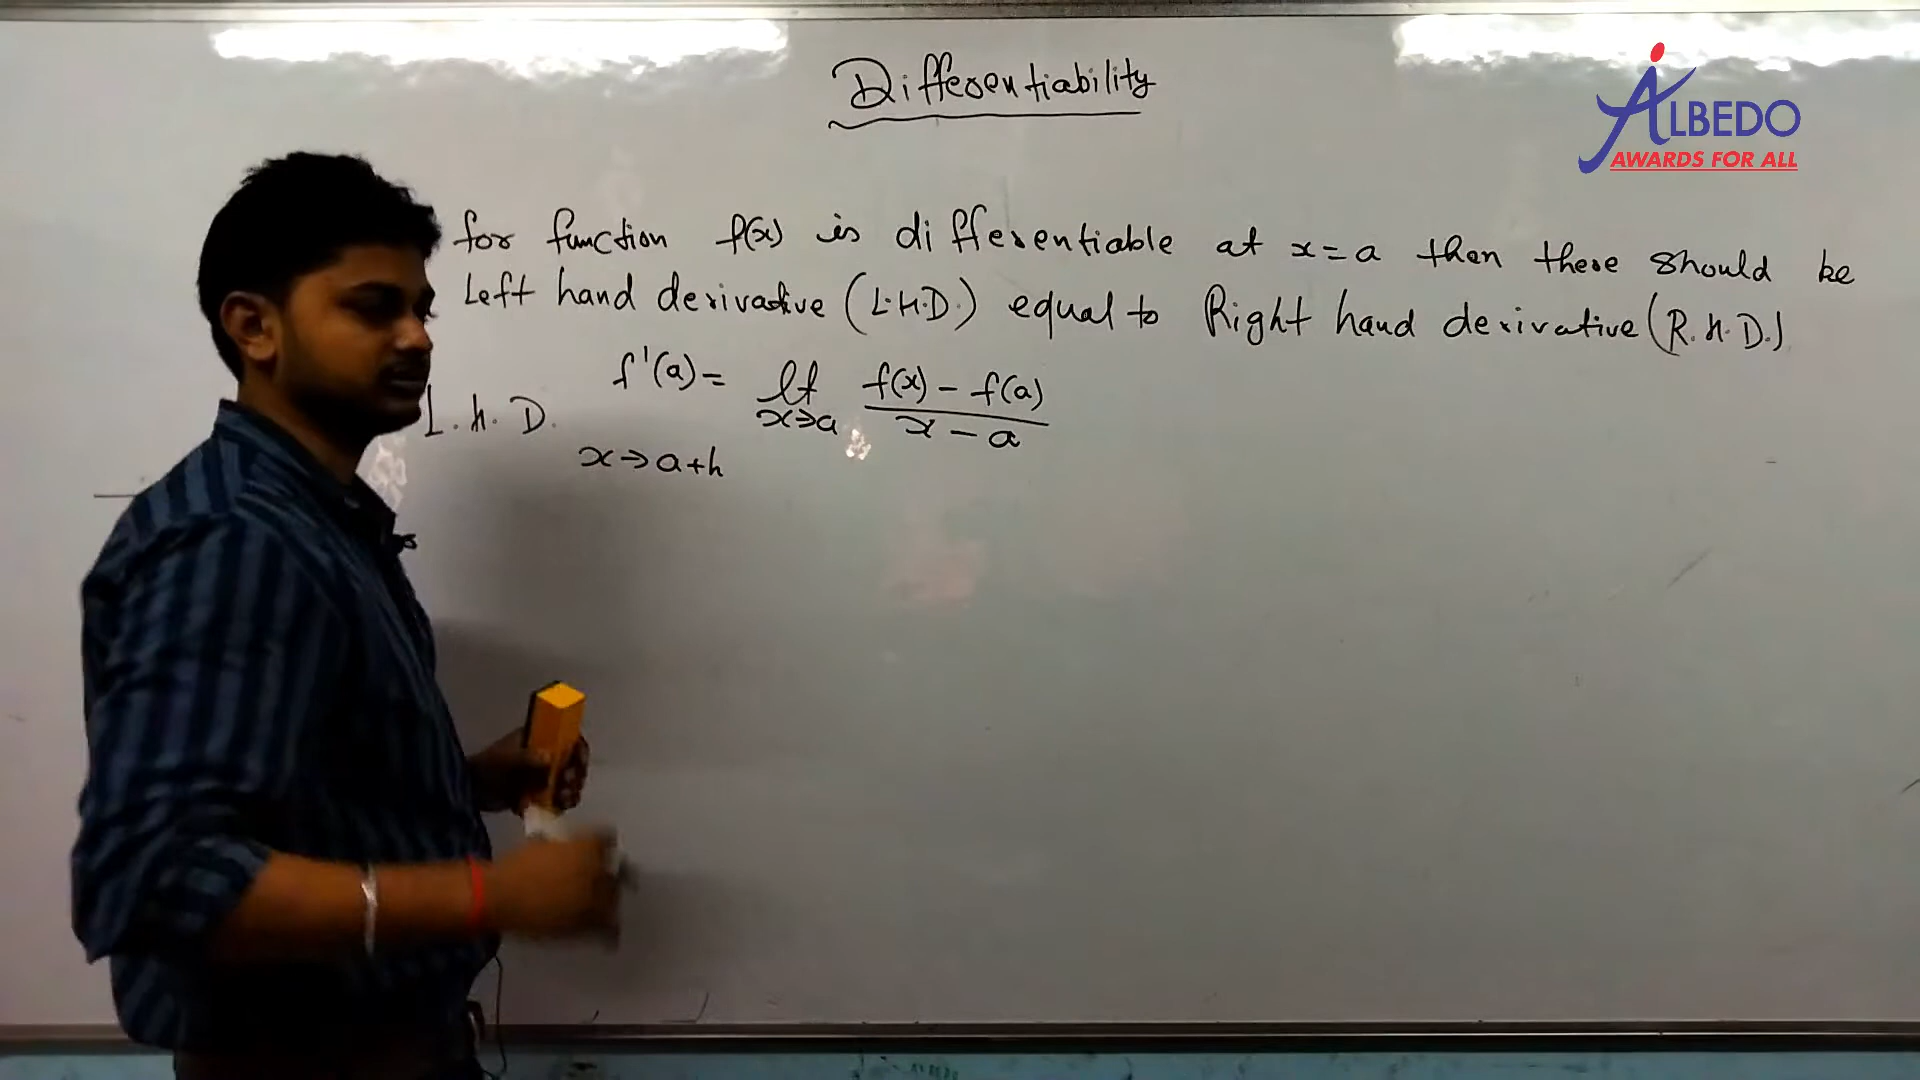 Differentiability
ALBEDO
AWARDS FOR ALL
for function f(x) is differentiable at x=a then there should be
Left hand derivative (L.H.D.) equal to Right hand derivative (R.H.D.)
f'(a) = lt x→a f(x) - f(a) / x - a
L.H.D.
x→a+h